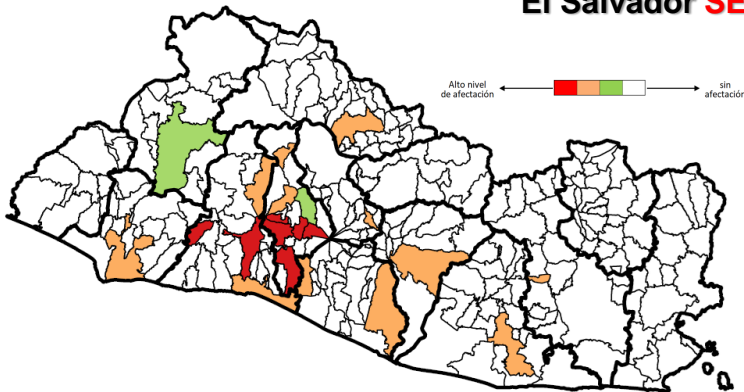 El Salvador SE
Alto nivel
de afectación
sin
afectación